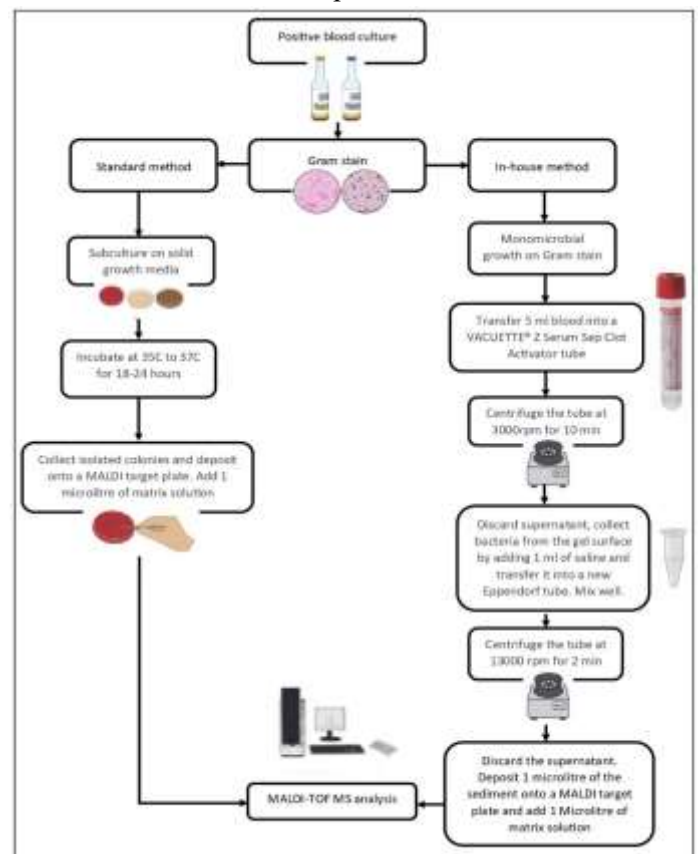 Positive blood culture
Standard method
Gram stain
In-house method
Subculture on solid
growth media
Monomicrobial
growth on Gram stain
Incubate at 35C to 37C
for 18-24 hours
Transfer 5 ml blood into a
VACUETTE® Z Serum Sep Clot
Activator tube
Centrifuge the tube at
3000rpm for 10 min
Collect isolated colonies and deposit
onto a MALDI target plate. Add 1
microlitre of matrix solution
Discard supernatant, collect
bacteria from the gel surface
by adding 1 ml of saline and
transfer it into a new
Eppendorf tube. Mix well.
Centrifuge the tube at
13000 rpm for 2 min
Discard the supernatant.
Deposit 1 microlitre of the
sediment onto a MALDI target
plate and add 1 Microlitre of
matrix solution
MALDI-TOF MS analysis